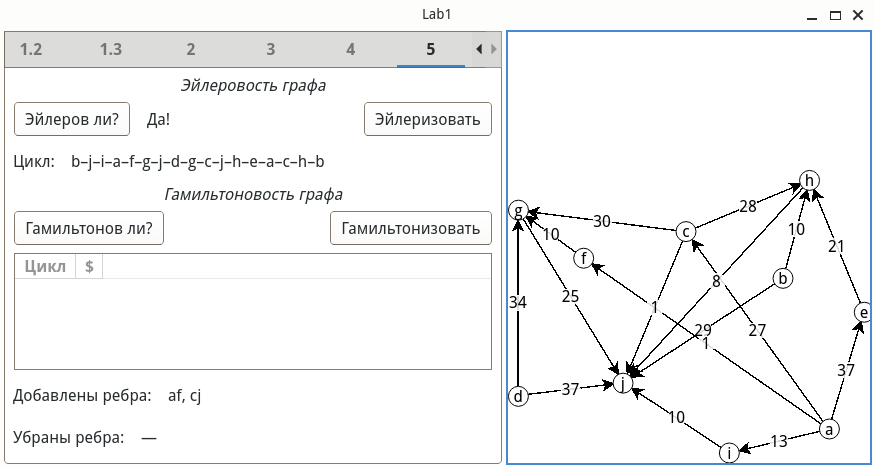 Lab1
1.2 1.3 2 3 4 5
Эйлеровость графа
Эйлеров ли? Да! Эйлеризовать
Цикл: b–j–i–a–f–g–j–d–g–c–j–h–e–a–c–h–b
Гамильтоновость графа
Гамильтонов ли? Гамильтонизовать
Цикл $
Добавлены ребра: af, cj
Убраны ребра: —
h
28
g
30
c
10
10
21
f
b
8
25
34
1
e
29
27
1
37
j
37
d
10
a
13
i